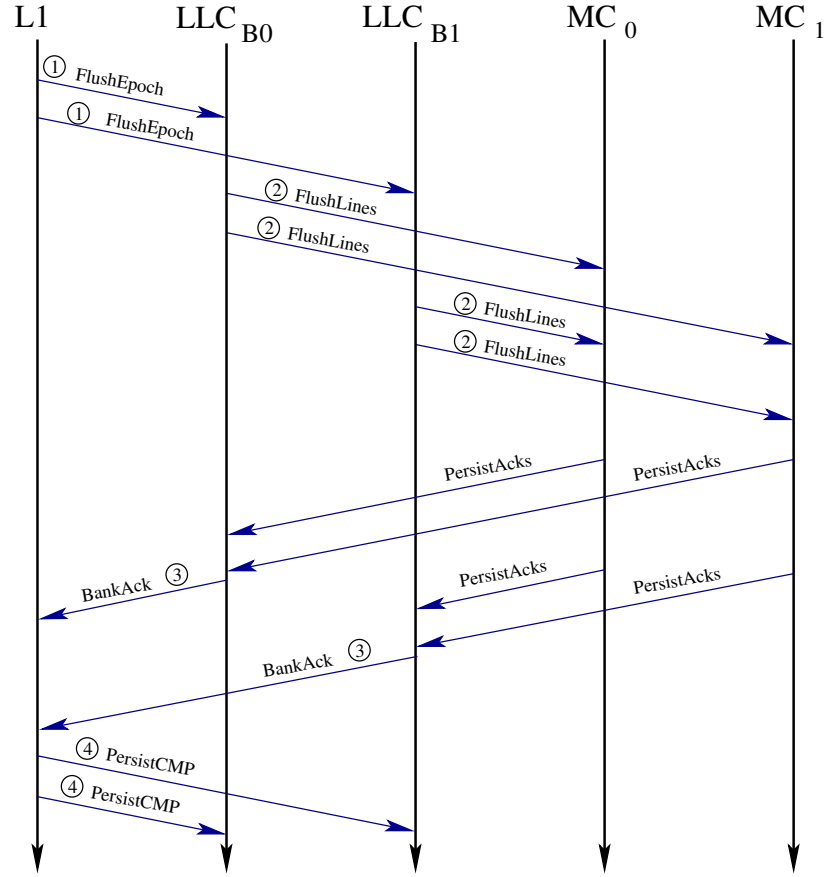 L1 LLC B0 LLC B1 MC 0 MC 1
① FlushEpoch
① FlushEpoch
② FlushLines
② FlushLines
② FlushLines
② FlushLines
PersistAcks
PersistAcks
BankAck ③
PersistAcks
PersistAcks
BankAck ③
④ PersistCMP
④ PersistCMP